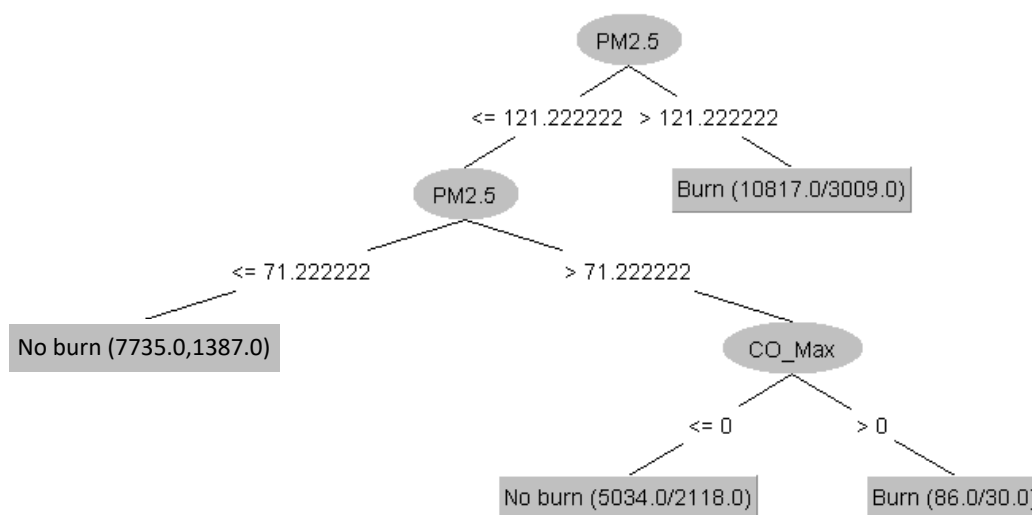 PM2.5
<= 121.222222 > 121.222222
PM2.5
Burn (10817.0/3009.0)
<= 71.222222
> 71.222222
No burn (7735.0,1387.0)
CO_Max
<= 0
> 0
No burn (5034.0/2118.0)
Burn (86.0/30.0)